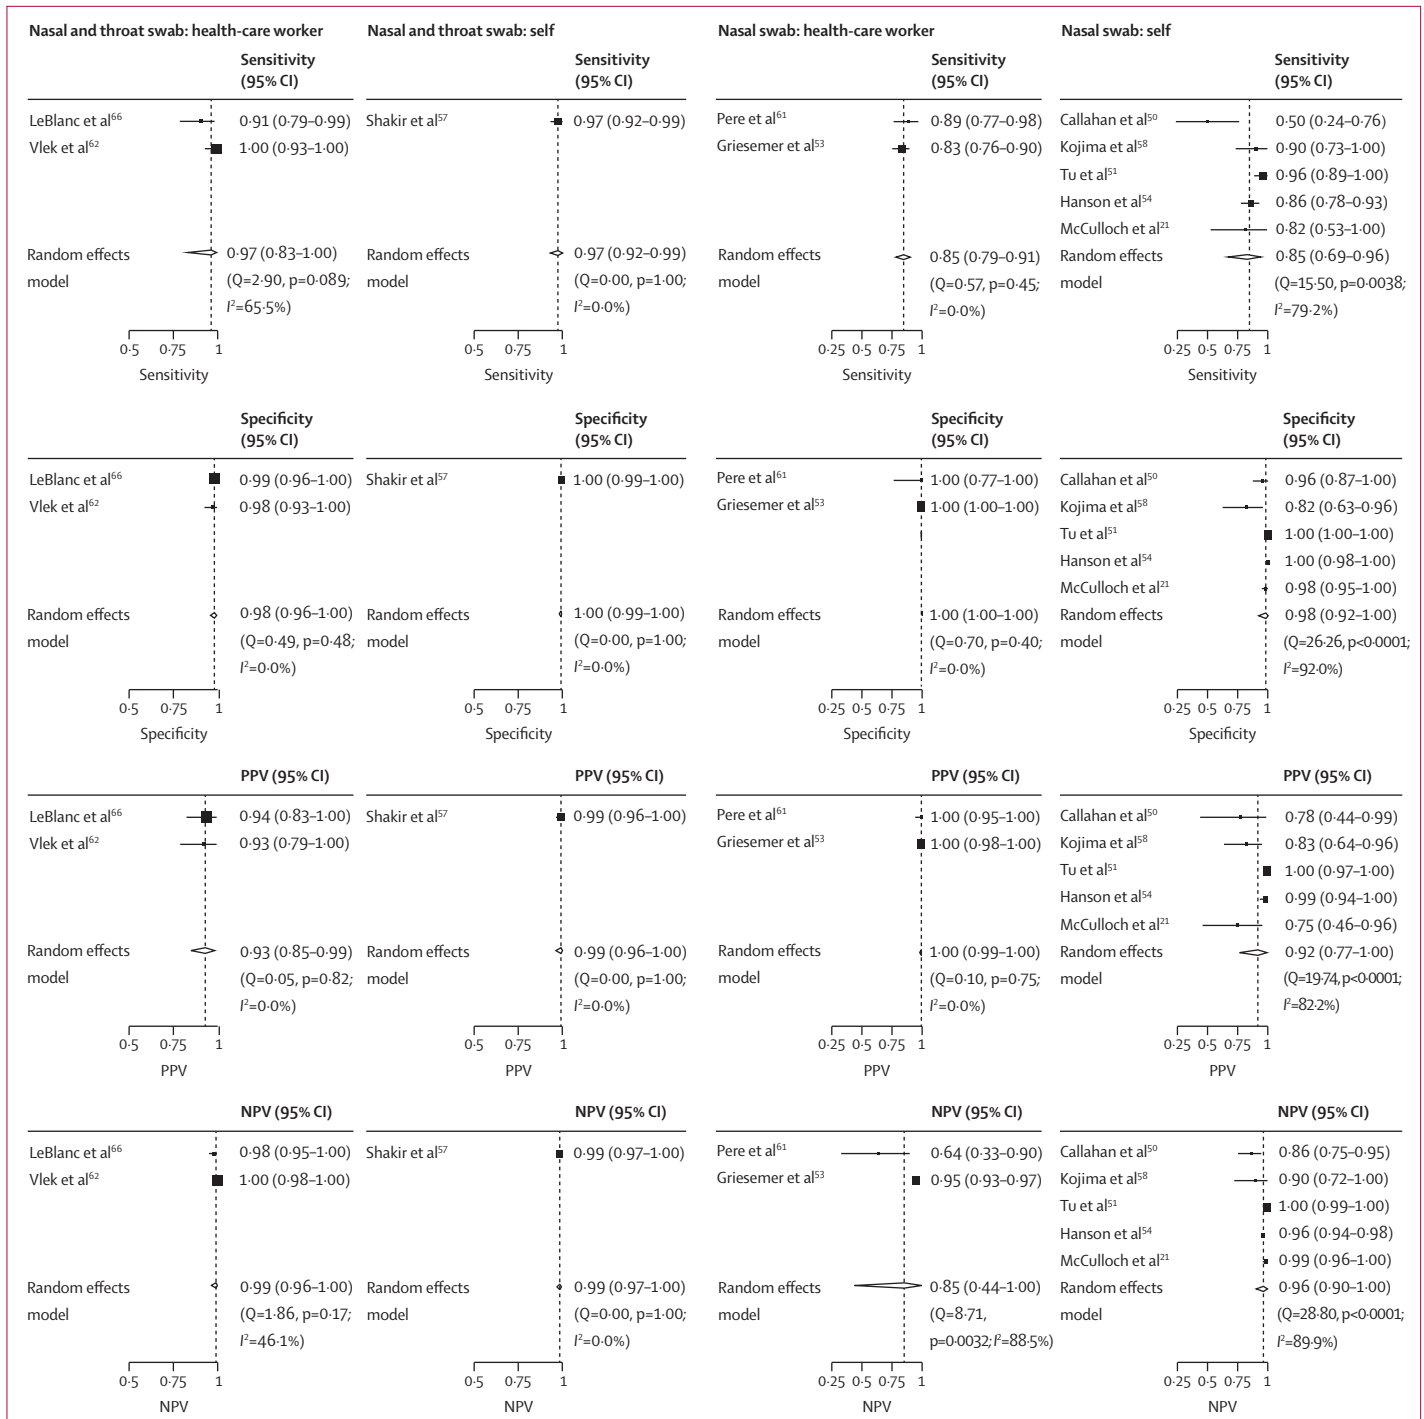 Nasal and throat swab: health-care worker
Sensitivity
(95% CI)
LeBlanc et al66 0·91 (0·79–0·99)
Vlek et al62 1·00 (0·93–1·00)
Random effects 0·97 (0·83–1·00)
model (Q=2·90, p=0·089;
I2=65·5%)
0·5 0·75 1
Sensitivity
Nasal and throat swab: self
Sensitivity
(95% CI)
Shakir et al57 0·97 (0·92–0·99)
Random effects 0·97 (0·92–0·99)
model (Q=0·00, p=1·00;
I2=0·0%)
0·5 0·75 1
Sensitivity
Nasal swab: health-care worker
Sensitivity
(95% CI)
Pere et al61 0·89 (0·77–0·98)
Griesemer et al53 0·83 (0·76–0·90)
Random effects 0·85 (0·79–0·91)
model (Q=0·57, p=0·45;
I2=0·0%)
0·25 0·5 0·75 1
Sensitivity
Nasal swab: self
Sensitivity
(95% CI)
Callahan et al50 0·50 (0·24–0·76)
Kojima et al58 0·90 (0·73–1·00)
Tu et al51 0·96 (0·89–1·00)
Hanson et al54 0·86 (0·78–0·93)
McCulloch et al21 0·82 (0·53–1·00)
Random effects 0·85 (0·69–0·96)
model (Q=15·50, p=0·0038;
I2=79·2%)
0·25 0·5 0·75 1
Sensitivity
Specificity
(95% CI)
LeBlanc et al66 0·99 (0·96–1·00)
Vlek et al62 0·98 (0·93–1·00)
Random effects 0·98 (0·96–1·00)
model (Q=0·49, p=0·48;
I2=0·0%)
0·5 0·75 1
Specificity
Specificity
(95% CI)
Shakir et al57 1·00 (0·99–1·00)
Random effects 1·00 (0·99–1·00)
model (Q=0·00, p=1·00;
I2=0·0%)
0·5 0·75 1
Specificity
Specificity
(95% CI)
Pere et al61 1·00 (0·77–1·00)
Griesemer et al53 1·00 (1·00–1·00)
Random effects 1·00 (1·00–1·00)
model (Q=0·70, p=0·40;
I2=0·0%)
0·25 0·5 0·75 1
Specificity
Specificity
(95% CI)
Callahan et al50 0·96 (0·87–1·00)
Kojima et al58 0·82 (0·63–0·96)
Tu et al51 1·00 (1·00–1·00)
Hanson et al54 1·00 (0·98–1·00)
McCulloch et al21 0·98 (0·95–1·00)
Random effects 0·98 (0·92–1·00)
model (Q=26·26, p<0·0001;
I2=92·0%)
0·25 0·5 0·75 1
Specificity
PPV (95% CI)
LeBlanc et al66 0·94 (0·83–1·00)
Vlek et al62 0·93 (0·79–1·00)
Random effects 0·93 (0·85–0·99)
model (Q=0·05, p=0·82;
I2=0·0%)
0·5 0·75 1
PPV
PPV (95% CI)
Shakir et al57 0·99 (0·96–1·00)
Random effects 0·99 (0·96–1·00)
model (Q=0·00, p=1·00;
I2=0·0%)
0·5 0·75 1
PPV
PPV (95% CI)
Pere et al61 1·00 (0·95–1·00)
Griesemer et al53 1·00 (0·98–1·00)
Random effects 1·00 (0·99–1·00)
model (Q=0·10, p=0·75;
I2=0·0%)
0·25 0·5 0·75 1
PPV
PPV (95% CI)
Callahan et al50 0·78 (0·44–0·99)
Kojima et al58 0·83 (0·64–0·96)
Tu et al51 1·00 (0·97–1·00)
Hanson et al54 0·99 (0·94–1·00)
McCulloch et al21 0·75 (0·46–0·96)
Random effects 0·92 (0·77–1·00)
model (Q=19·74, p<0·0001;
I2=82·2%)
0·25 0·5 0·75 1
PPV
NPV (95% CI)
LeBlanc et al66 0·98 (0·95–1·00)
Vlek et al62 1·00 (0·98–1·00)
Random effects 0·99 (0·96–1·00)
model (Q=1·86, p=0·17;
I2=46·1%)
0·5 0·75 1
NPV
NPV (95% CI)
Shakir et al57 0·99 (0·97–1·00)
Random effects 0·99 (0·97–1·00)
model (Q=0·00, p=1·00;
I2=0·0%)
0·5 0·75 1
NPV
NPV (95% CI)
Pere et al61 0·64 (0·33–0·90)
Griesemer et al53 0·95 (0·93–0·97)
Random effects 0·85 (0·44–1·00)
model (Q=8·71,
p=0·0032; I2=88·5%)
0·25 0·5 0·75 1
NPV
NPV (95% CI)
Callahan et al50 0·86 (0·75–0·95)
Kojima et al58 0·90 (0·72–1·00)
Tu et al51 1·00 (0·99–1·00)
Hanson et al54 0·96 (0·94–0·98)
McCulloch et al21 0·99 (0·96–1·00)
Random effects 0·96 (0·90–1·00)
model (Q=28·80, p<0·0001;
I2=89·9%)
0·25 0·5 0·75 1
NPV